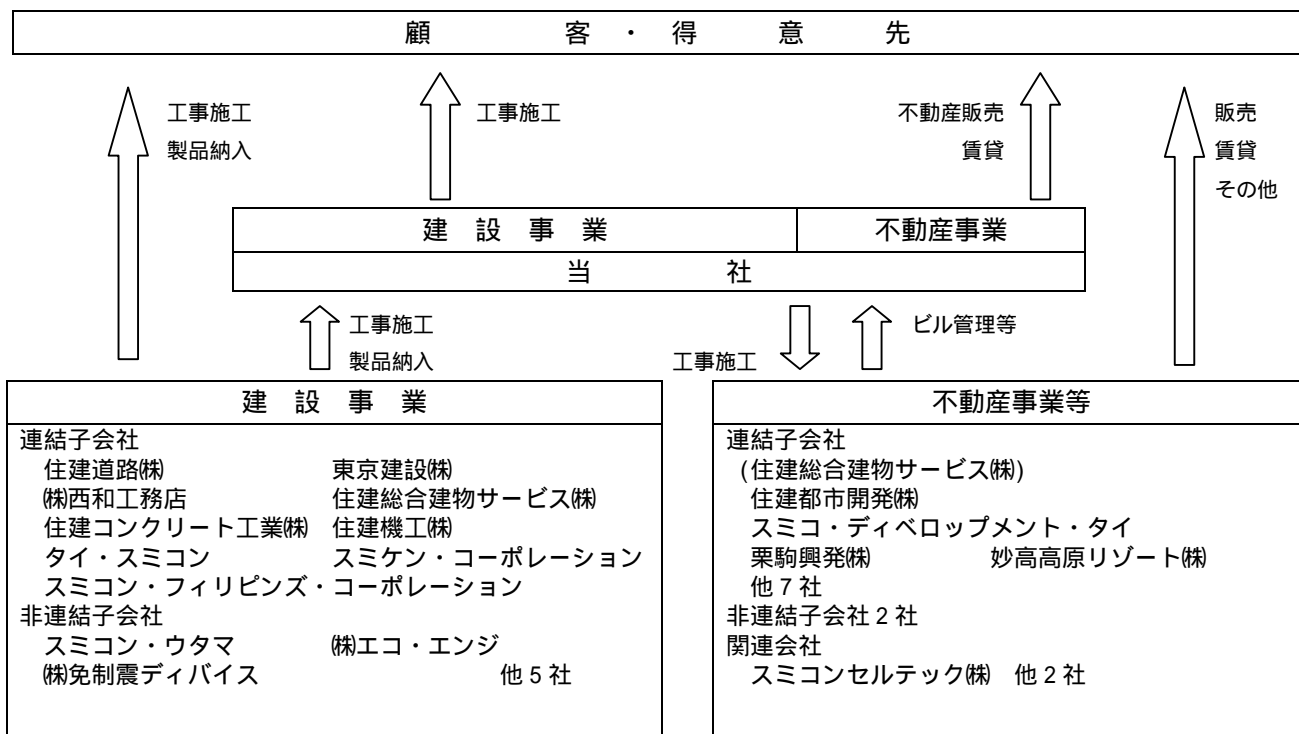 顧客・得意先
工事施工
製品納入
工事施工
不動産販売
賃貸
販売
賃貸
その他
建設事業
不動産事業
当社
工事施工
製品納入
工事施工
ビル管理等
建設事業
連結子会社
住建道路㈱ 東京建設㈱
㈱西和工務店 住建総合建物サービス㈱
住建コンクリート工業㈱ 住建機工㈱
タイ・スミコン スミケン・コーポレーション
スミコン・フィリピンズ・コーポレーション
非連結子会社
スミコン・ウタマ ㈱エコ・エンジ
㈱免制震ディバイス 他5社
不動産事業等
連結子会社
(住建総合建物サービス㈱)
住建都市開発㈱
スミコ・ディベロップメント・タイ
栗駒興発㈱ 妙高高原リゾート㈱
他7社
非連結子会社2社
関連会社
スミコンセルテック㈱ 他2社